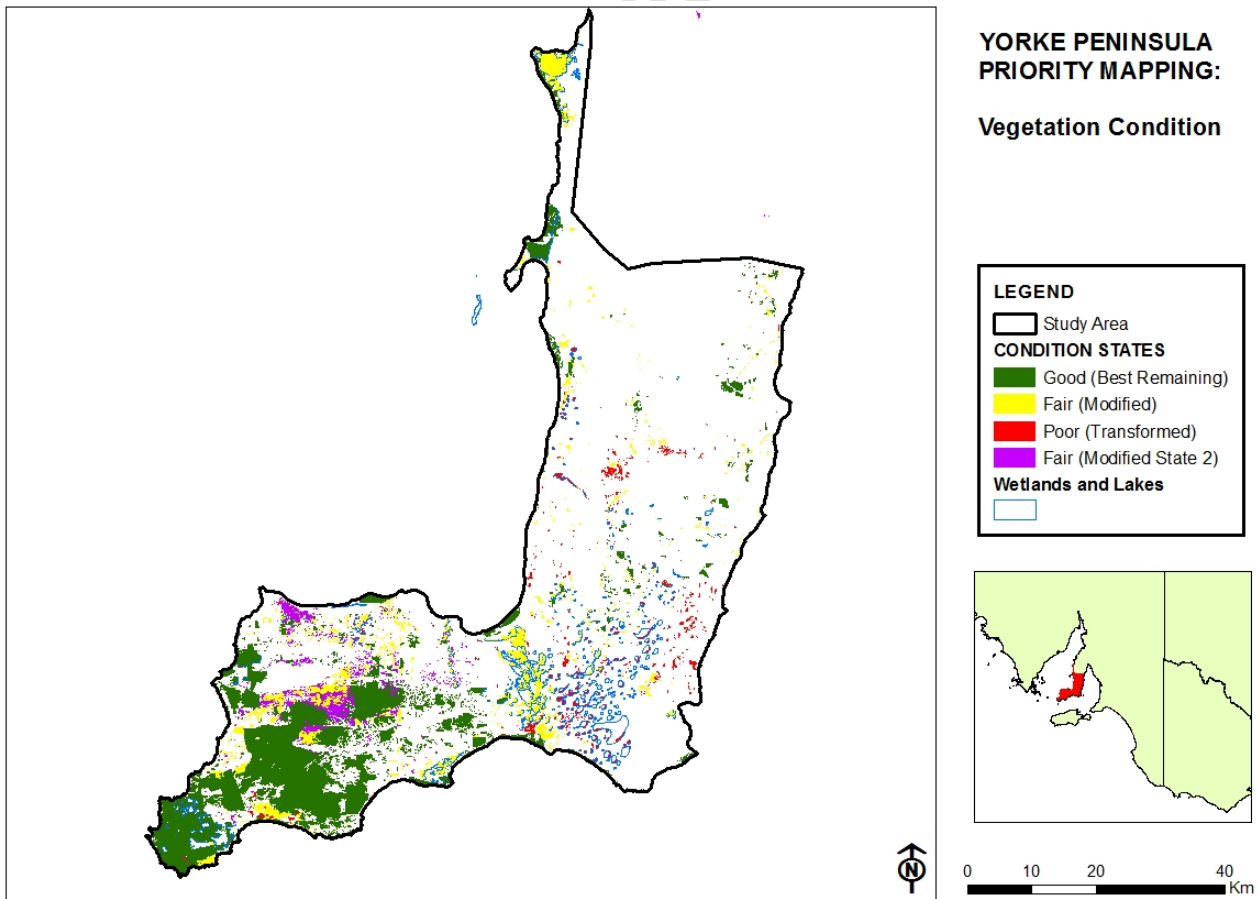 YORKE PENINSULA
PRIORITY MAPPING:
Vegetation Condition
LEGEND
Study Area
CONDITION STATES
Good (Best Remaining)
Fair (Modified)
Poor (Transformed)
Fair (Modified State 2)
Wetlands and Lakes
N
0 10 20 40
Km